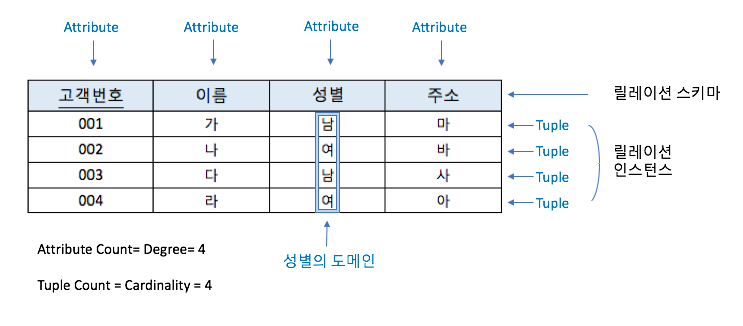 Attribute Attribute Attribute Attribute
고객번호 이름 성별 주소 릴레이션 스키마
001 가 남 마 Tuple
002 나 여 바 Tuple
릴레이션
인스턴스
003 다 남 사 Tuple
004 라 여 아 Tuple
Attribute Count= Degree= 4
성별의 도메인
Tuple Count = Cardinality = 4